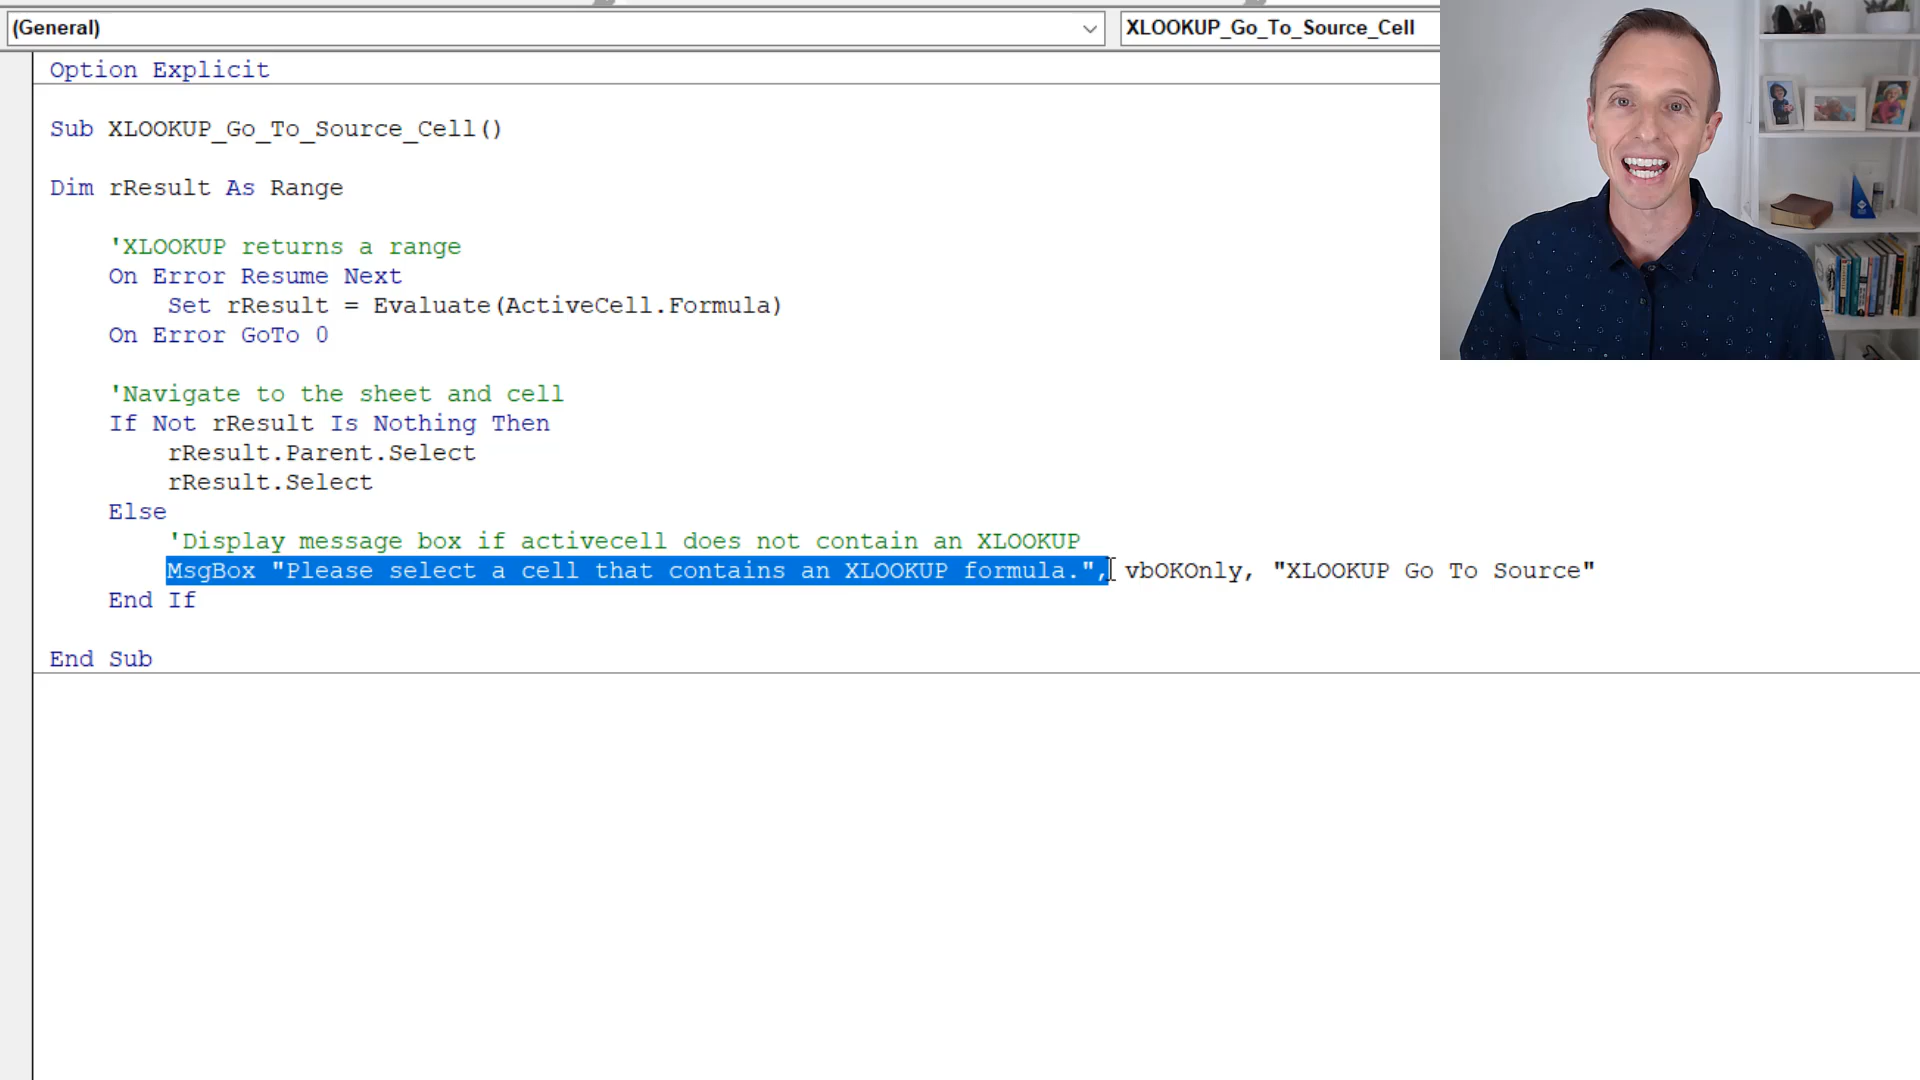 (General)
XLOOKUP_Go_To_Source_Cell
Option Explicit
Sub XLOOKUP_Go_To_Source_Cell()
Dim rResult As Range
'XLOOKUP returns a range
On Error Resume Next
Set rResult = Evaluate(ActiveCell.Formula)
On Error GoTo 0
'Navigate to the sheet and cell
If Not rResult Is Nothing Then
rResult.Parent.Select
rResult.Select
Else
'Display message box if activecell does not contain an XLOOKUP
MsgBox "Please select a cell that contains an XLOOKUP formula.", vbOKOnly, "XLOOKUP Go To Source"
End If
End Sub